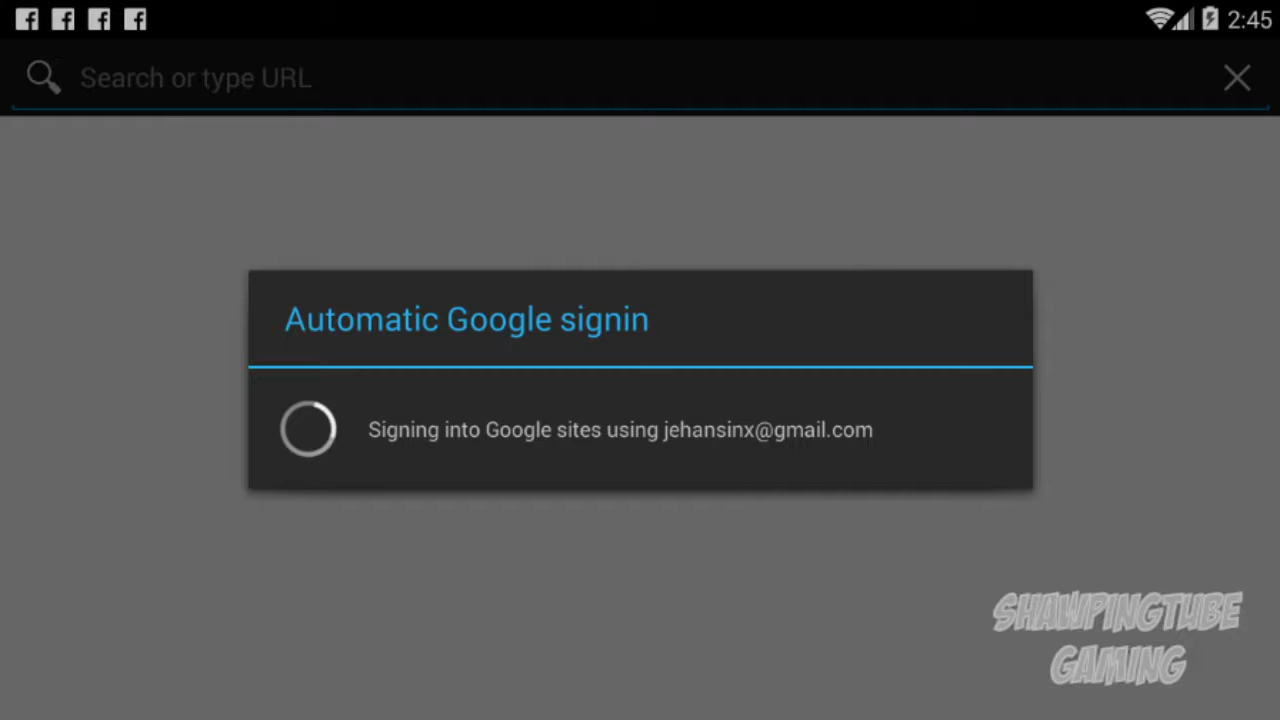 2:45
Search or type URL
Automatic Google signin
Signing into Google sites using jehansinx@gmail.com
SHAWPINGTUBE
GAMING